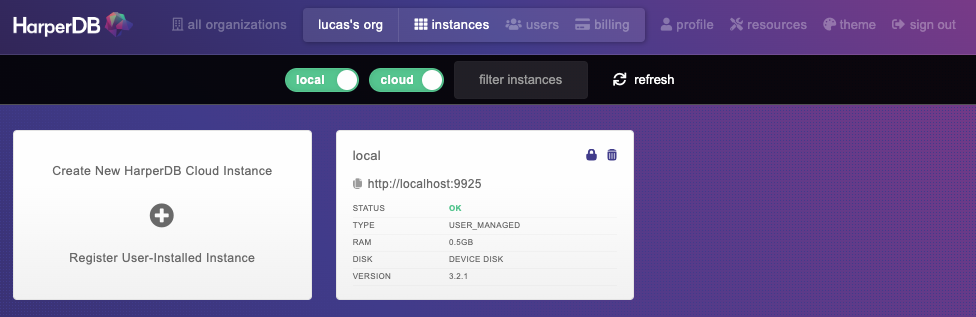 HarperDB all organizations lucas's org instances users billing profile resources theme sign out
local cloud filter instances refresh
Create New HarperDB Cloud Instance
Register User-Installed Instance
local
http://localhost:9925
STATUS OK
TYPE USER_MANAGED
RAM 0.5GB
DISK DEVICE DISK
VERSION 3.2.1